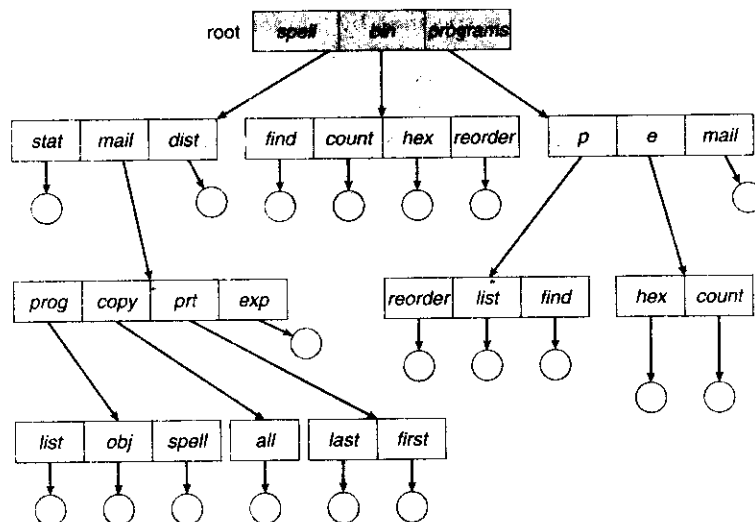 root spell bin programs
stat mail dist find count hex reorder p e mail
prog copy prt exp reorder list find hex count
list obj spell all last first